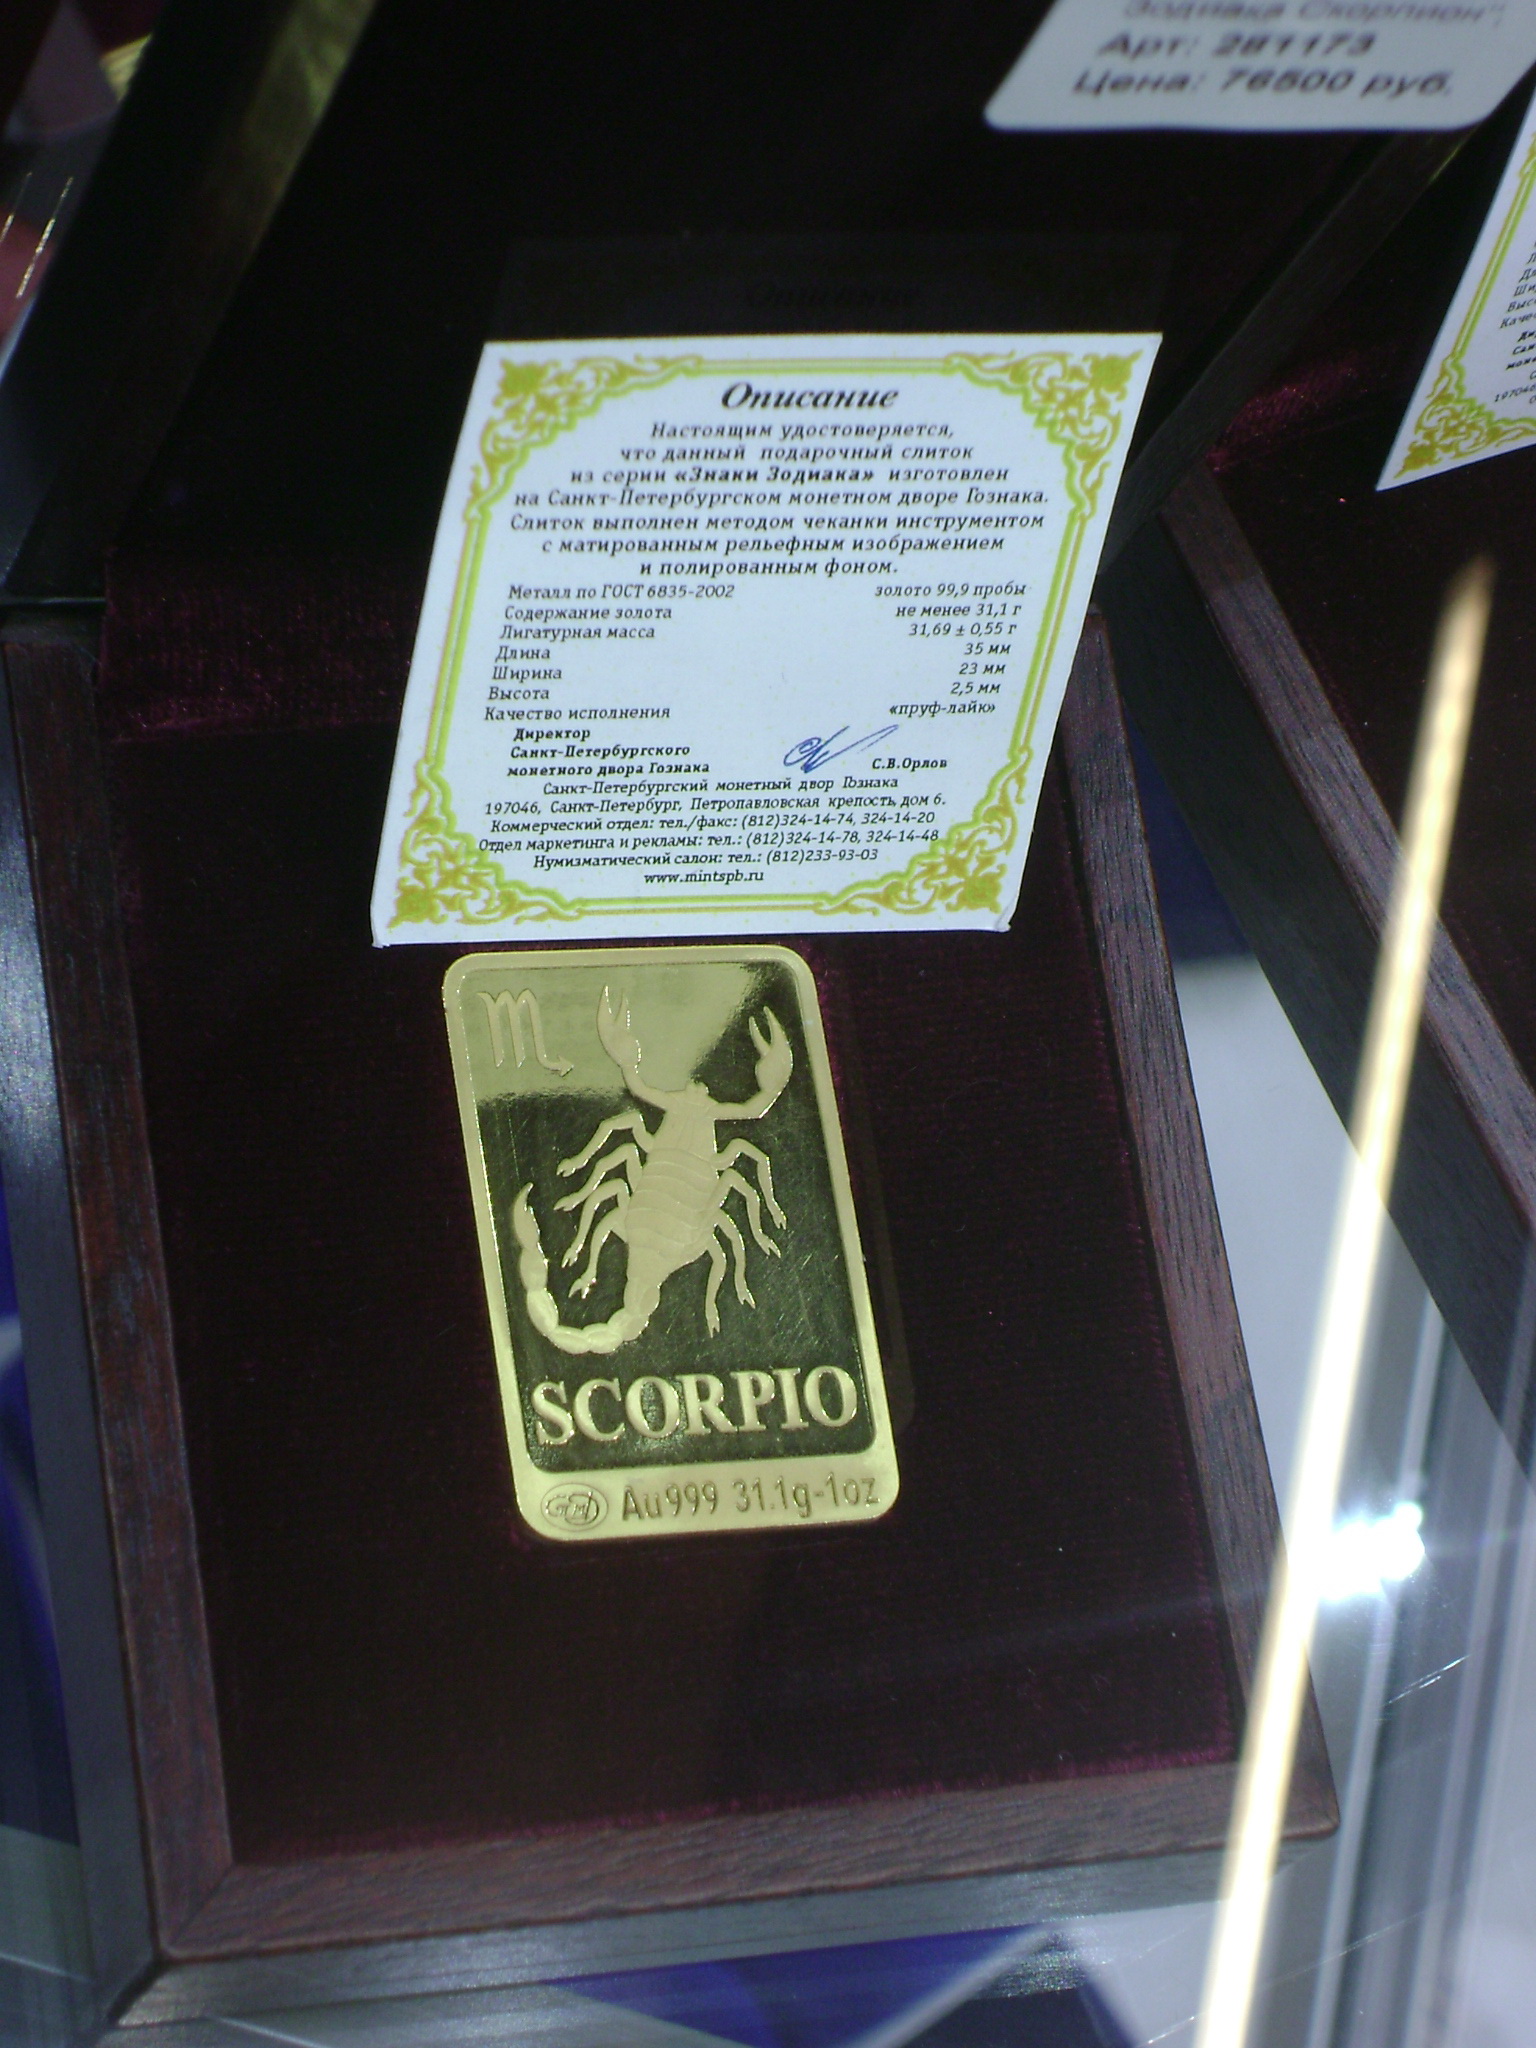 Зодиака Скорпион";
Арт: 281173
Цена: 76500 руб.
Описание
Настоящим удостоверяется,
что данный подарочный слиток
из серии «Знаки Зодиака» изготовлен
на Санкт-Петербургском монетном дворе Гознака.
Слиток выполнен методом чеканки инструментом
с матированным рельефным изображением
и полированным фоном.
Металл по ГОСТ 6835-2002 золото 99,9 пробы
Содержание золота не менее 31,1 г
Лигатурная масса 31,69 ± 0,55 г
Длина 35 мм
Ширина 23 мм
Высота 2,5 мм
Качество исполнения «пруф-лайк»
Директор
Санкт-Петербургского
монетного двора Гознака С.В.Орлов
Санкт-Петербургский монетный двор Гознака
197046, Санкт-Петербург, Петропавловская крепость, дом 6.
Коммерческий отдел: тел./факс: (812)324-14-74, 324-14-20
Отдел маркетинга и рекламы: тел.: (812)324-14-78, 324-14-48
Нумизматический салон: тел.: (812)233-93-03
www.mintspb.ru
SCORPIO
Au999 31.1g-1oz